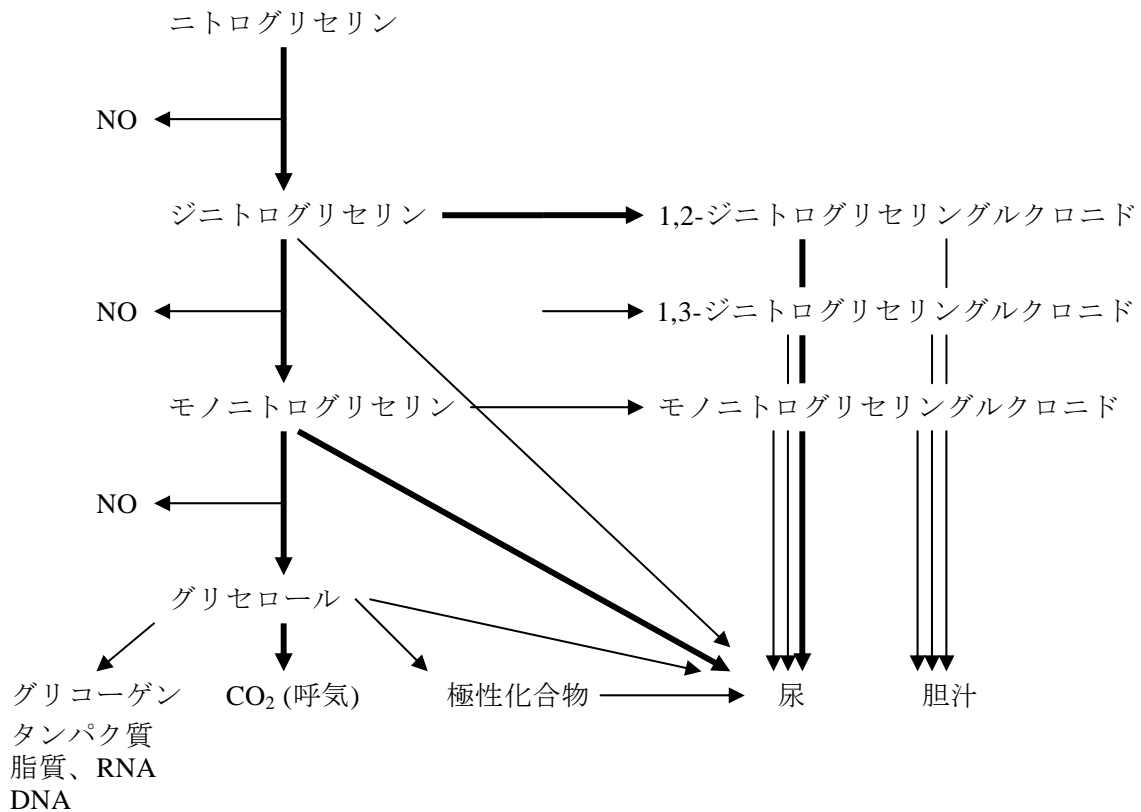 ニトログリセリン
NO
ジニトログリセリン
1,2-ジニトログリセリングルクロニド
NO
1,3-ジニトログリセリングルクロニド
モノニトログリセリン
モノニトログリセリングルクロニド
NO
グリセロール
グリコーゲン
タンパク質
脂質、RNA
DNA
CO₂ (呼気)
極性化合物
尿
胆汁